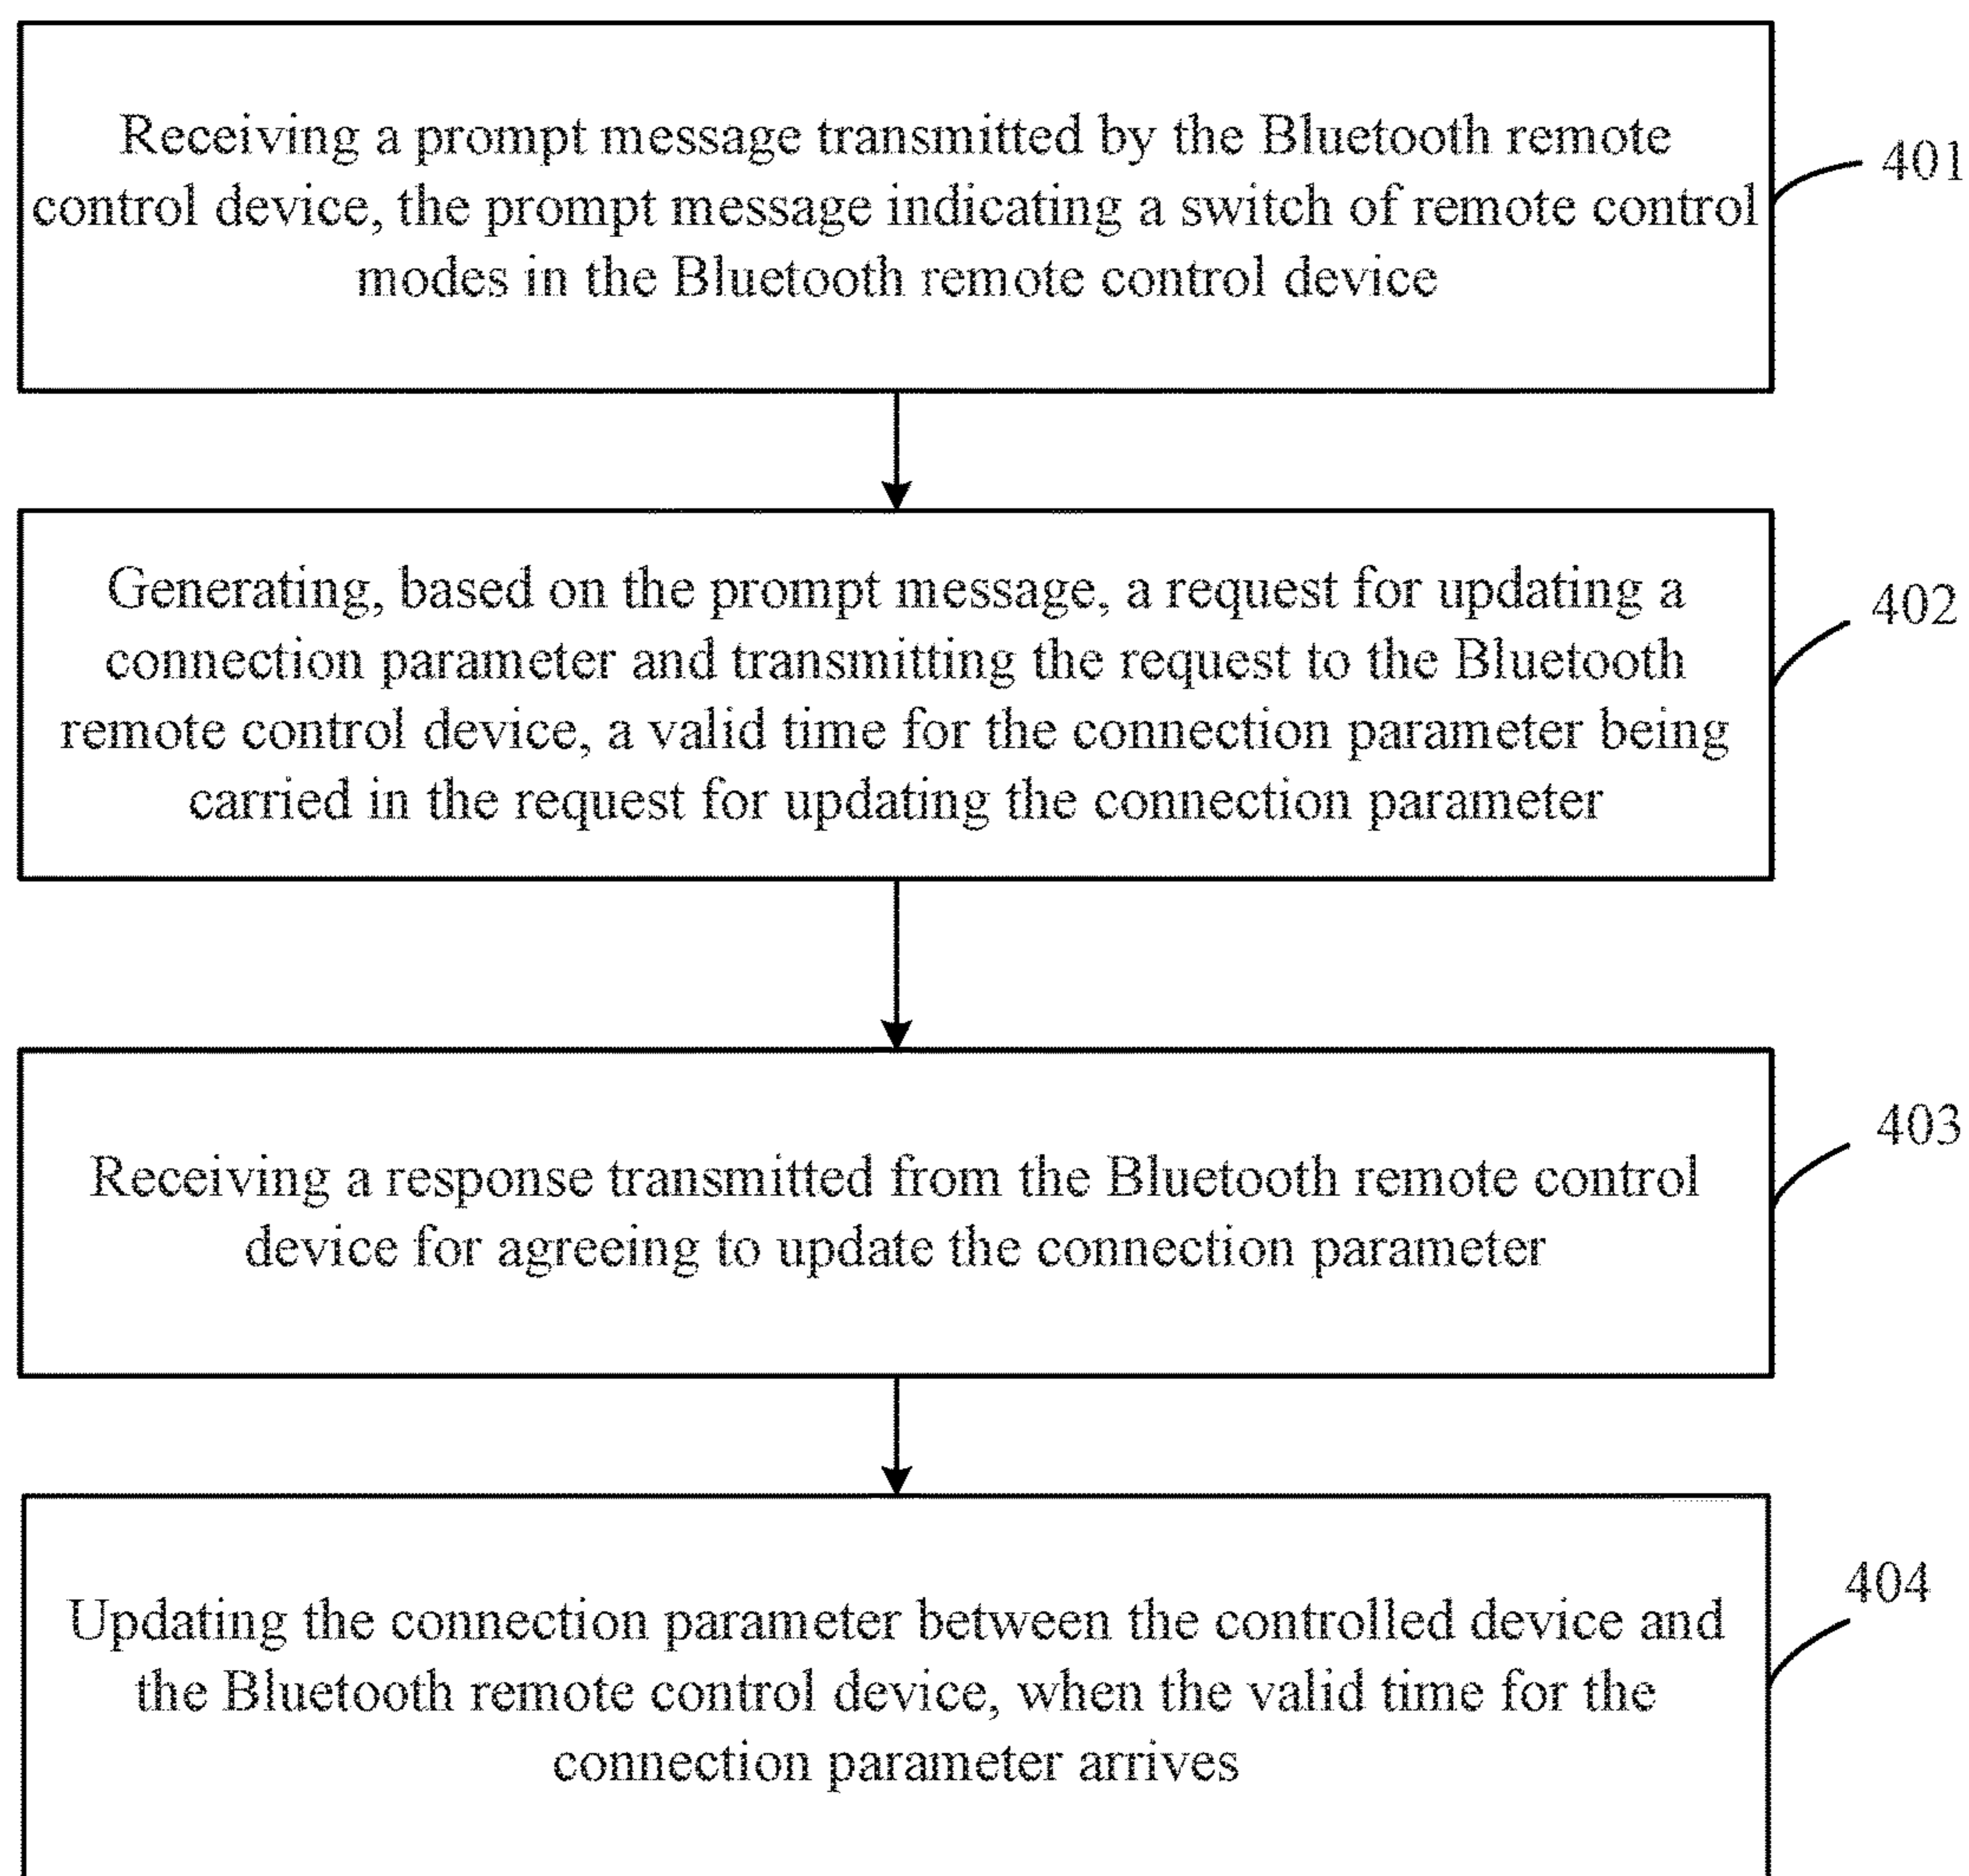 Receiving a prompt message transmitted by the Bluetooth remote
control device, the prompt message indicating a switch of remote control
modes in the Bluetooth remote control device
401
Generating, based on the prompt message, a request for updating a
connection parameter and transmitting the request to the Bluetooth
remote control device, a valid time for the connection parameter being
carried in the request for updating the connection parameter
402
Receiving a response transmitted from the Bluetooth remote control
device for agreeing to update the connection parameter
403
Updating the connection parameter between the controlled device and
the Bluetooth remote control device, when the valid time for the
connection parameter arrives
404